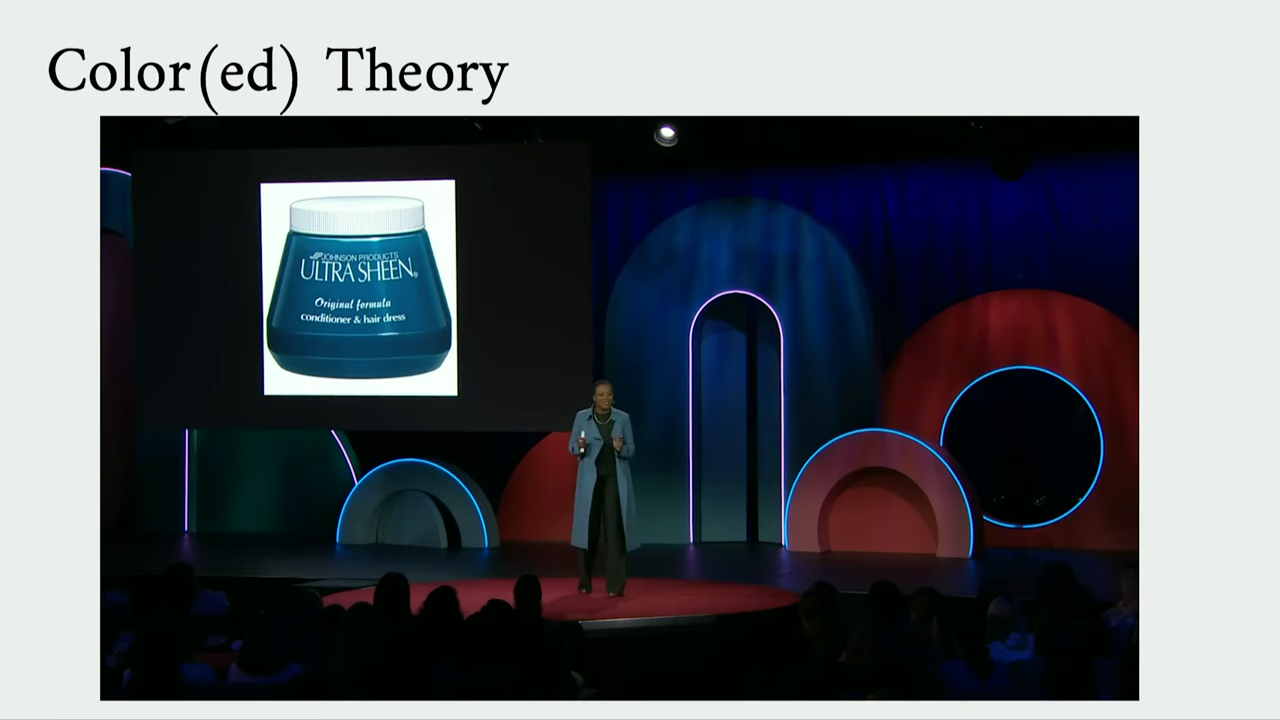 Color(ed) Theory
JOHNSON PRODUCTS
ULTRA SHEEN®
Original formula
conditioner & hair dress